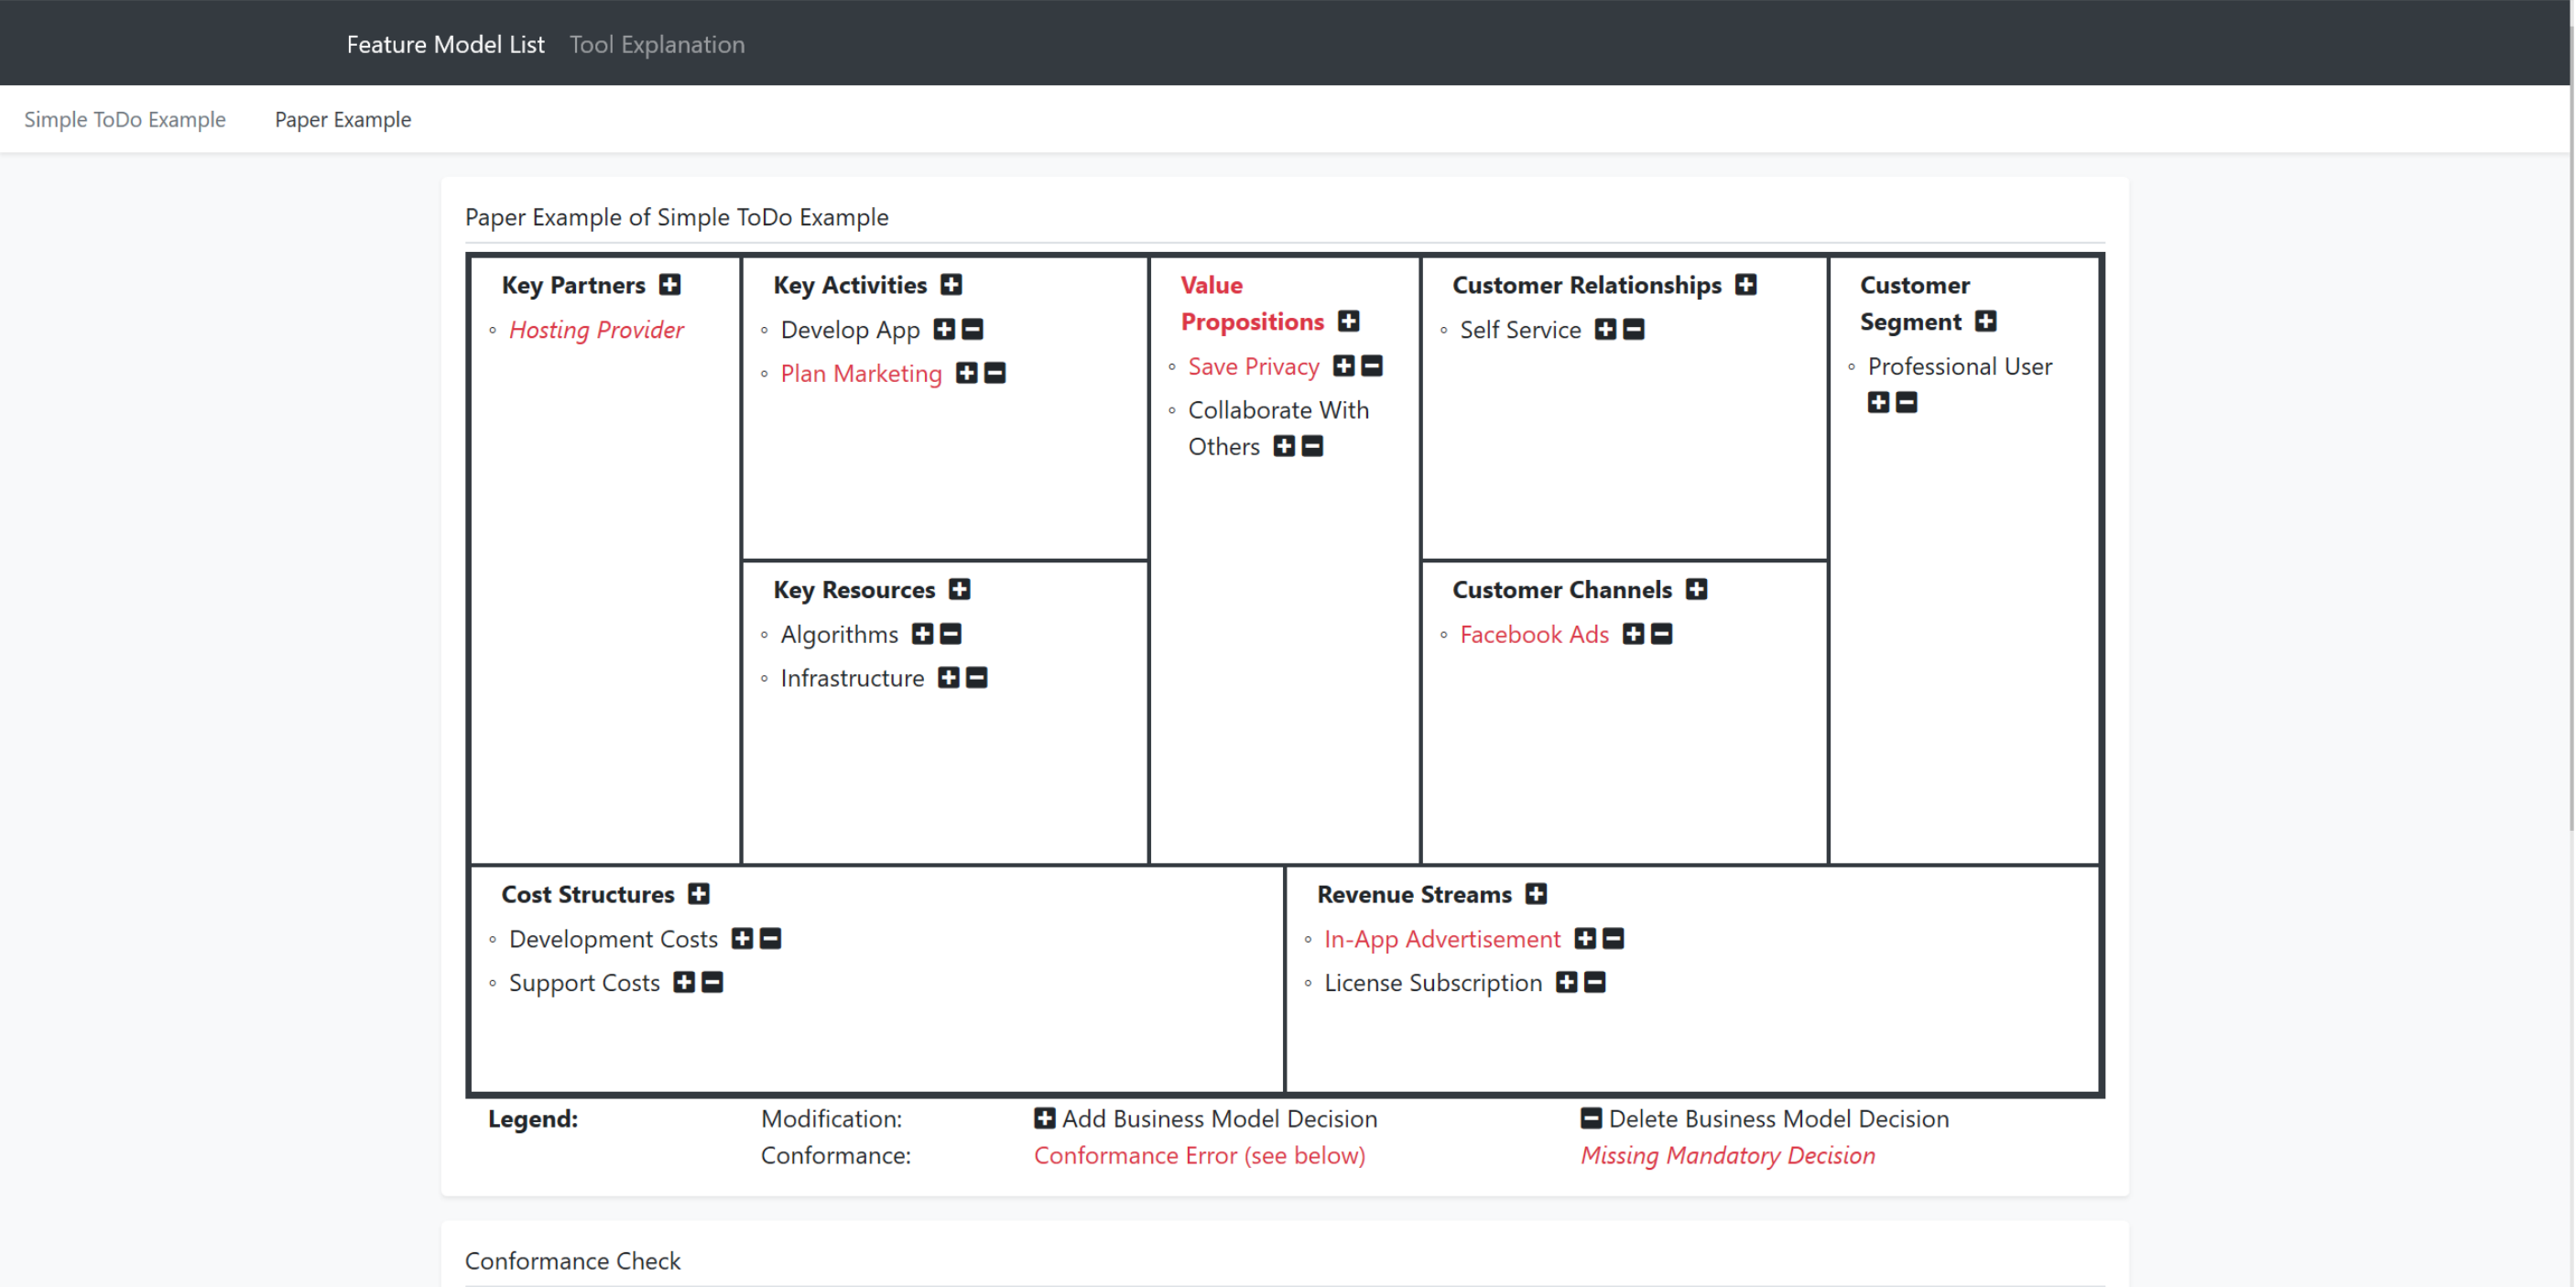 Feature Model List Tool Explanation
Simple ToDo Example Paper Example
Paper Example of Simple ToDo Example
Key Partners
Hosting Provider
Key Activities
Develop App
Plan Marketing
Key Resources
Algorithms
Infrastructure
Value
Propositions
Save Privacy
Collaborate With
Others
Customer Relationships
Self Service
Customer Channels
Facebook Ads
Customer
Segment
Professional User
Cost Structures
Development Costs
Support Costs
Revenue Streams
In-App Advertisement
License Subscription
Legend: Modification: Add Business Model Decision Delete Business Model Decision
Conformance: Conformance Error (see below) Missing Mandatory Decision
Conformance Check